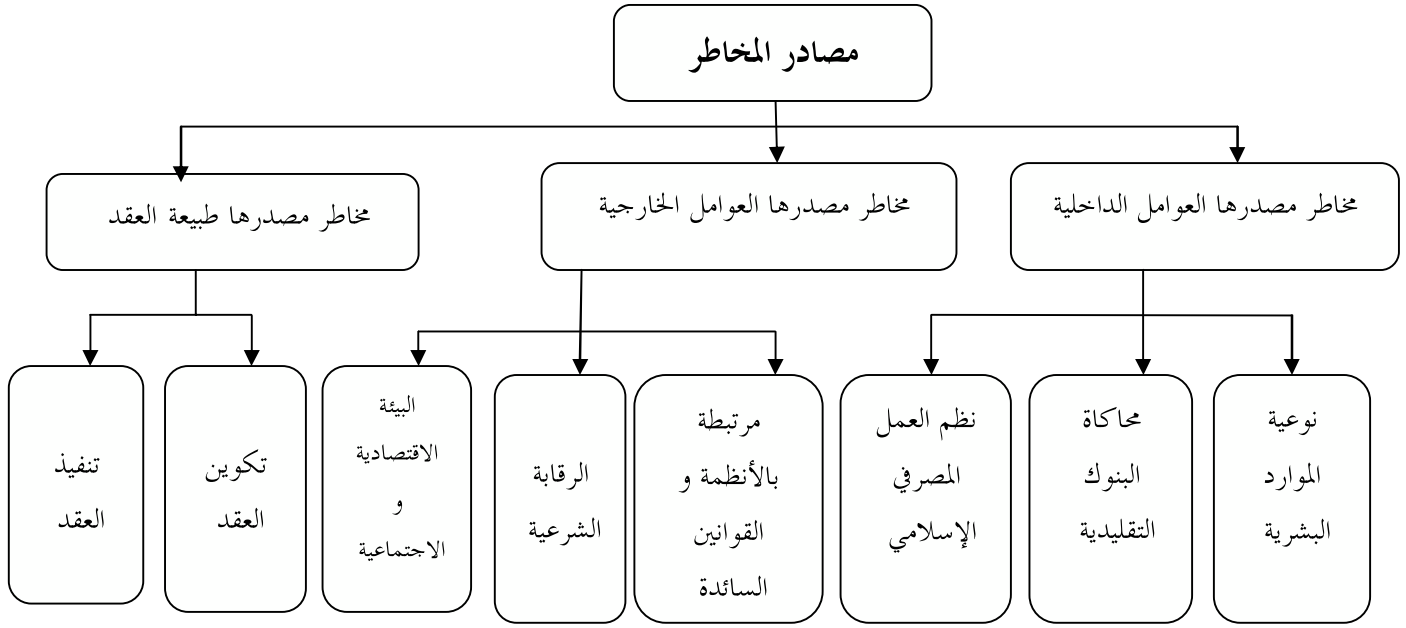 مصادر المخاطر
مخاطر مصدرها العوامل الداخلية
مخاطر مصدرها العوامل الخارجية
مخاطر مصدرها طبيعة العقد
نوعية
الموارد
البشرية
محاكاة
البنوك
التقليدية
نظم العمل
المصرفي
الإسلامي
مرتبطة
بالأنظمة و
القوانين
السائدة
الرقابة
الشرعية
البيئة
الاقتصادية
و
الاجتماعية
تكوين
العقد
تنفيذ
العقد